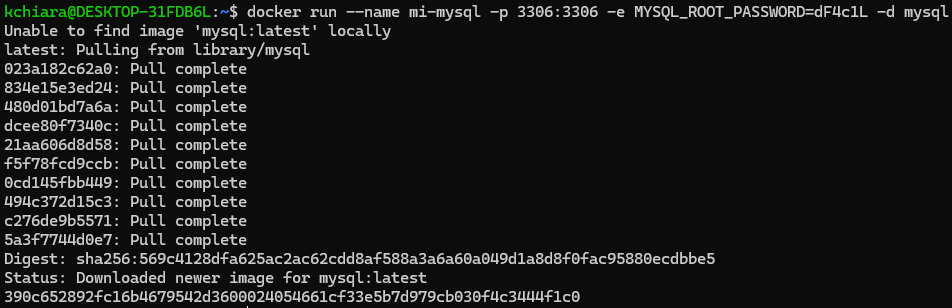 kchiara@DESKTOP-31FDB6L:~$ docker run --name mi-mysql -p 3306:3306 -e MYSQL_ROOT_PASSWORD=dF4c1L -d mysql
Unable to find image 'mysql:latest' locally
latest: Pulling from library/mysql
023a182c62a0: Pull complete
834e15e3ed24: Pull complete
480d01bd7a6a: Pull complete
dcee80f7340c: Pull complete
21aa606d8d58: Pull complete
f5f78fcd9ccb: Pull complete
0cd145fbb449: Pull complete
494c372d15c3: Pull complete
c276de9b5571: Pull complete
5a3f7744d0e7: Pull complete
Digest: sha256:569c4128dfa625ac2ac62cdd8af588a3a6a60a049d1a8d8f0fac95880ecdbbe5
Status: Downloaded newer image for mysql:latest
390c652892fc16b4679542d3600024054661cf33e5b7d979cb030f4c3444f1c0